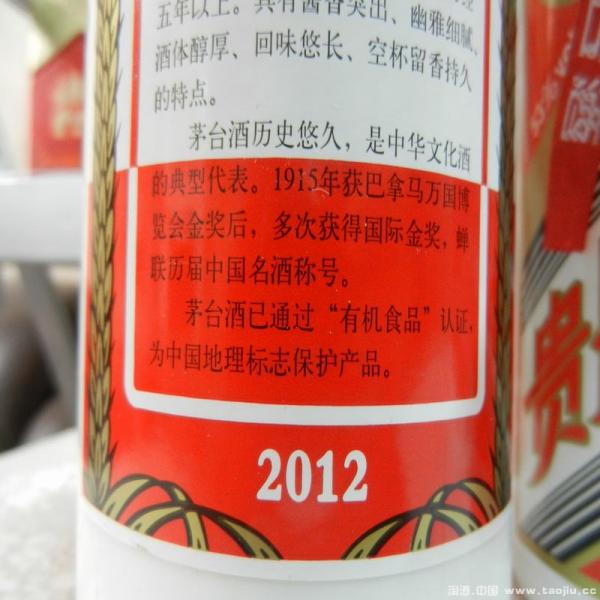 五年以上。具有酱香突出、幽雅细腻、
酒体醇厚、回味悠长、空杯留香持久
的特点。
茅台酒历史悠久，是中华文化酒
的典型代表。1915年获巴拿马万国博
览会金奖后，多次获得国际金奖，蝉
联历届中国名酒称号。
茅台酒已通过“有机食品”认证，
为中国地理标志保护产品。
2012
53%
贵
淘酒.中国 www.taojiu.cc